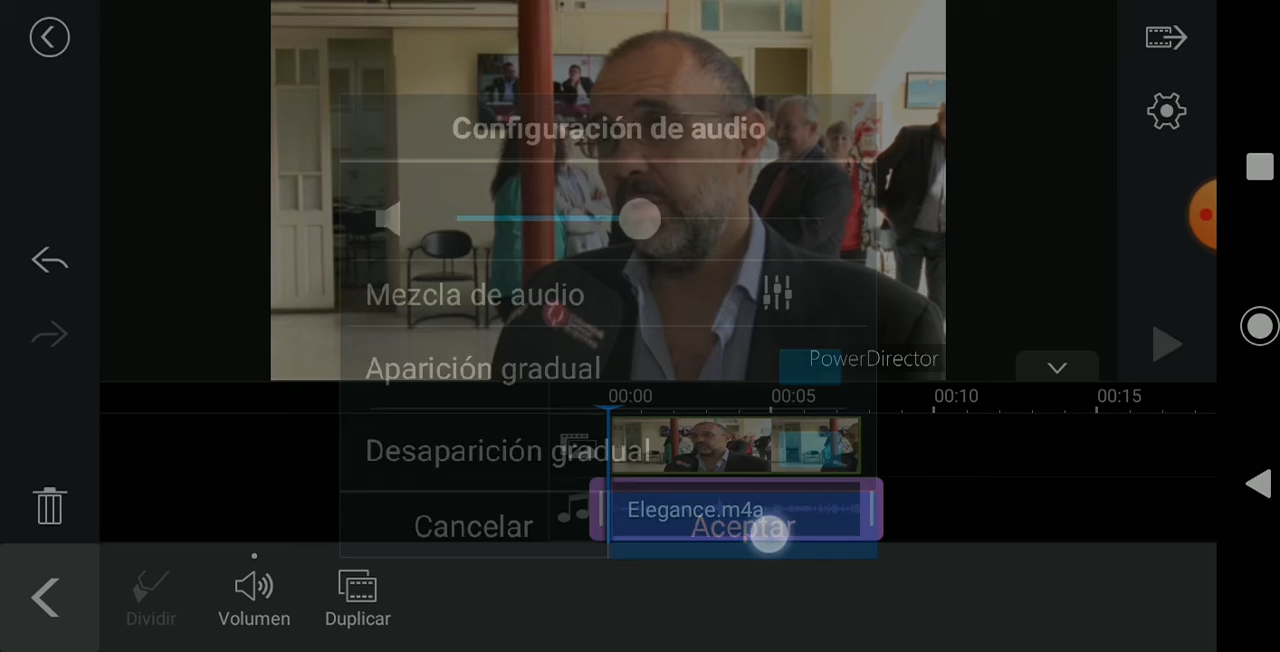 Configuración de audio
Mezcla de audio
Aparición gradual
PowerDirector
00:00
00:05
00:10
00:15
Desaparición gradual
Elegance.m4a
Cancelar
Aceptar
Dividir
Volumen
Duplicar